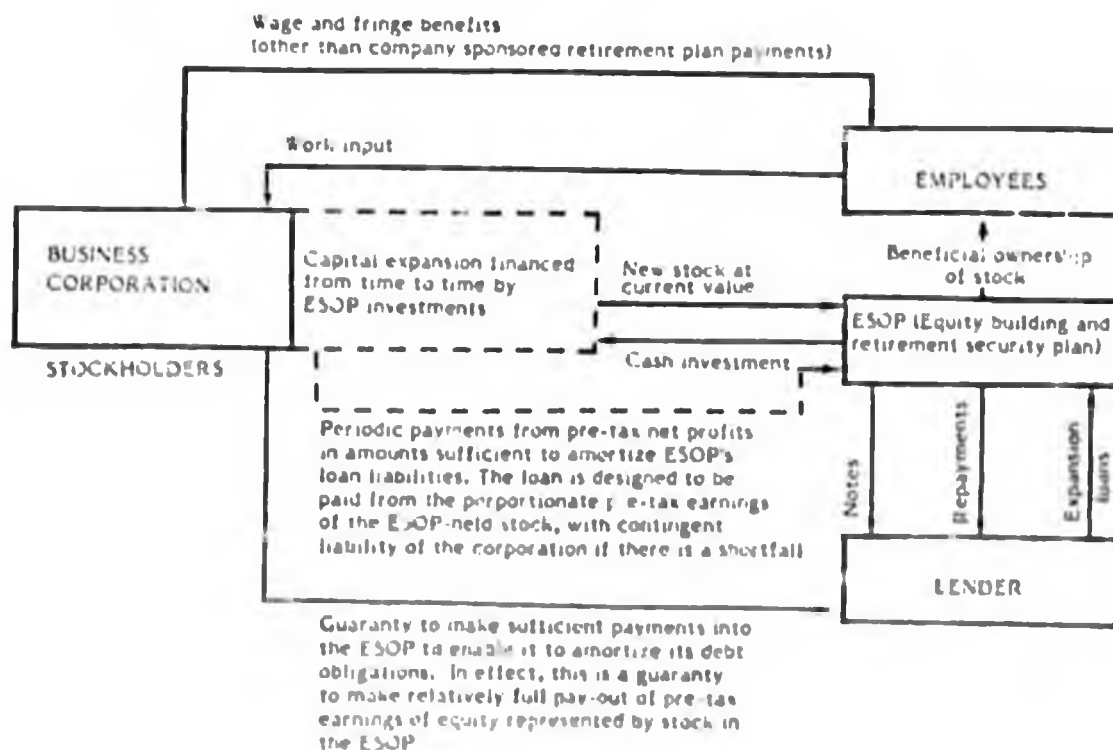 Wage and fringe benefits
(other than company sponsored retirement plan payments)
Work input
EMPLOYEES
BUSINESS
CORPORATION
STOCKHOLDERS
Capital expansion financed
from time to time by
ESOP investments
New stock at
current value
Cash investment
Beneficial ownership
of stock
ESOP (Equity building and
retirement security plan)
Periodic payments from pre-tax net profits
in amounts sufficient to amortize ESOP's
loan liabilities. The loan is designed to be
paid from the porportionate pre-tax earnings
of the ESOP-held stock, with contingent
liability of the corporation if there is a shortfall
Notes
Repayments
Expansion
loans
LENDER
Guaranty to make sufficient payments into
the ESOP to enable it to amortize its debt
obligations. In effect, this is a guaranty
to make relatively full pay-out of pre-tax
earnings of equity represented by stock in
the ESOP